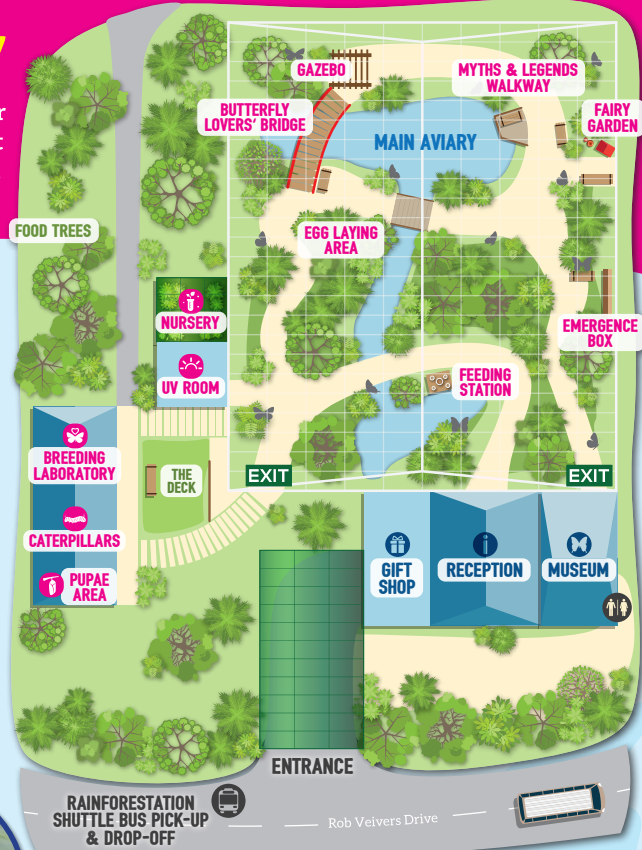 GAZEBO
MYTHS & LEGENDS
WALKWAY
BUTTERFLY
LOVERS' BRIDGE
FAIRY
GARDEN
MAIN AVIARY
FOOD TREES
EGG LAYING
AREA
NURSERY
EMERGENCE
BOX
UV ROOM
FEEDING
STATION
BREEDING
LABORATORY
THE
DECK
EXIT
EXIT
CATERPILLARS
PUPAE
AREA
GIFT
SHOP
RECEPTION
MUSEUM
ENTRANCE
RAINFORESTATION
SHUTTLE BUS PICK-UP
& DROP-OFF
Rob Veivers Drive